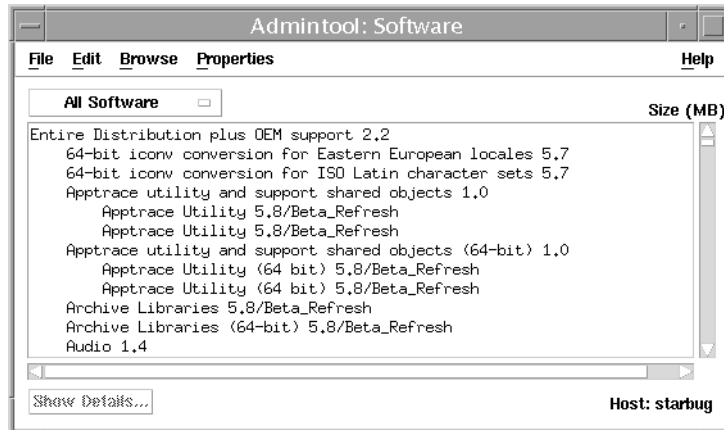 Admintool: Software
File Edit Browse Properties Help
All Software
Size (MB)
Entire Distribution plus OEM support 2.2
64-bit iconv conversion for Eastern European locales 5.7
64-bit iconv conversion for ISO Latin character sets 5.7
Apptrace utility and support shared objects 1.0
Apptrace Utility 5.8/Beta_Refresh
Apptrace Utility 5.8/Beta_Refresh
Apptrace utility and support shared objects (64-bit) 1.0
Apptrace Utility (64 bit) 5.8/Beta_Refresh
Apptrace Utility (64 bit) 5.8/Beta_Refresh
Archive Libraries 5.8/Beta_Refresh
Archive Libraries (64-bit) 5.8/Beta_Refresh
Audio 1.4
Show Details...
Host: starbug